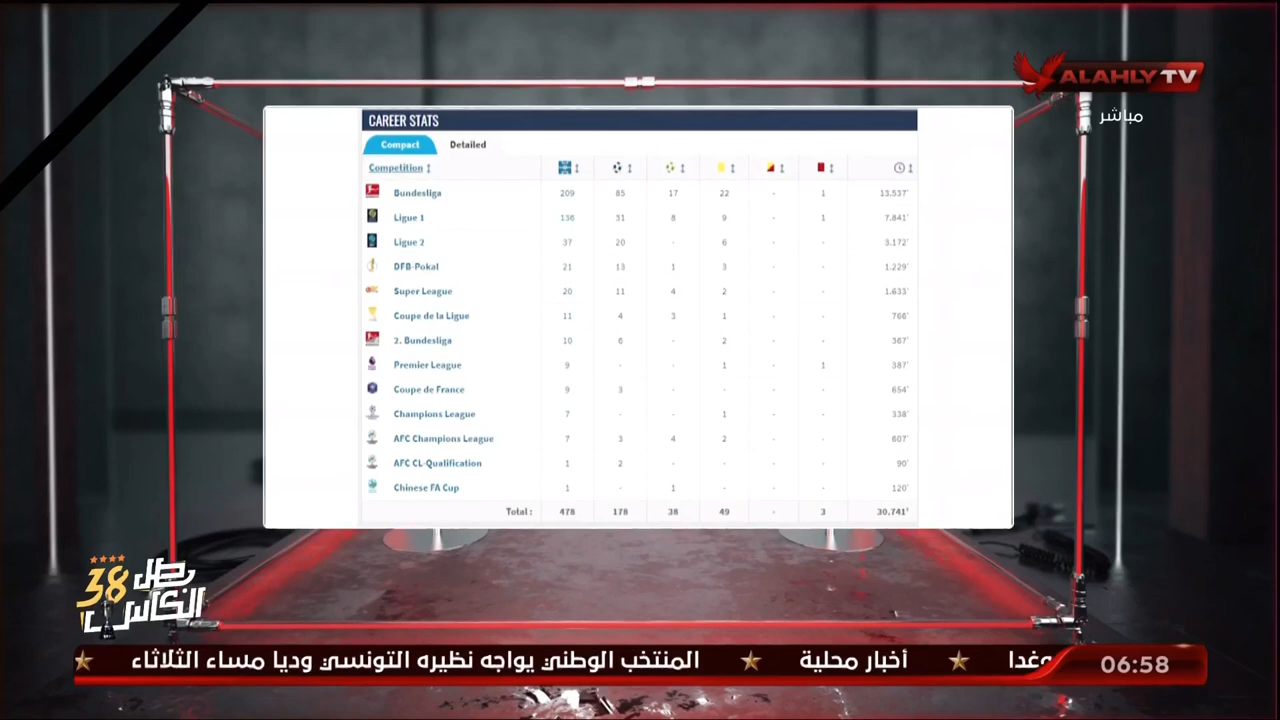 ALAHLY TV
مباشر
CAREER STATS
Compact Detailed
Competition
Bundesliga 209 85 17 22 - 1 13.537'
Ligue 1 136 31 8 9 - 1 7.841'
Ligue 2 37 20 - 6 - - 3.172'
DFB-Pokal 21 13 1 3 - - 1.229'
Super League 20 11 4 2 - - 1.633'
Coupe de la Ligue 11 4 3 1 - - 766'
2. Bundesliga 10 6 - 2 - - 367'
Premier League 9 - - 1 - 1 387'
Coupe de France 9 3 - - - - 654'
Champions League 7 - - 1 - - 338'
AFC Champions League 7 3 4 2 - - 607'
AFC CL-Qualification 1 2 - - - - 90'
Chinese FA Cup 1 - 1 - - - 120'
Total : 478 178 38 49 - 3 30.741'
بطل
الكاس 38
وغدا ★ أخبار محلية ★ المنتخب الوطني يواجه نظيره التونسي وديا مساء الثلاثاء ★
06:58